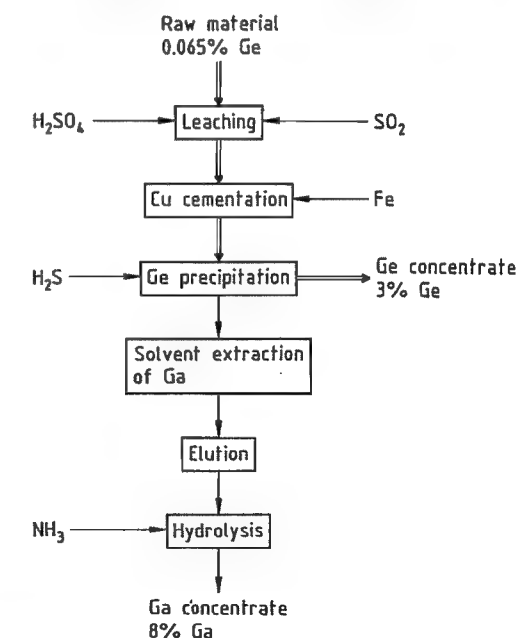 Raw material
0.065% Ge
H₂SO₄
Leaching
SO₂
Cu cementation
Fe
H₂S
Ge precipitation
Ge concentrate
3% Ge
Solvent extraction
of Ga
Elution
NH₃
Hydrolysis
Ga concentrate
8% Ga